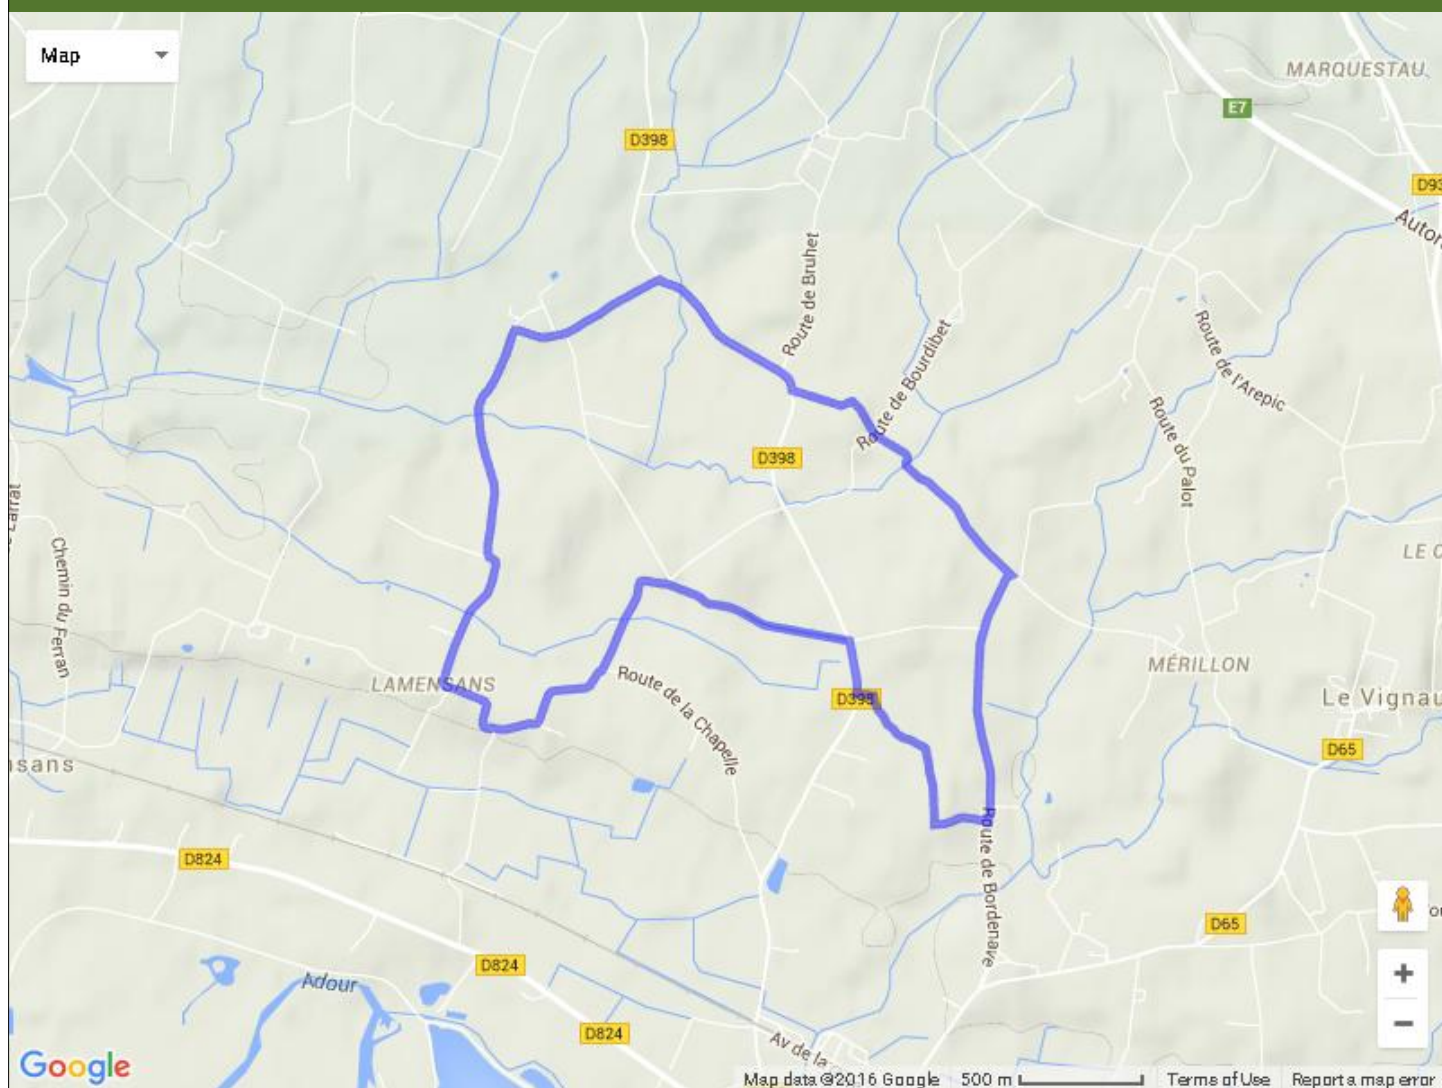 Map
MARQUESTAU
E7
D398
D93
Route de Bruhet
Route de Bourdibet
Route de l'Arepic
Route du Palot
D398
Chemin du Ferran
LAMENSANS
Route de la Chapelle
D398
MÉRILLON
Le Vignau
D65
D824
Route de Bordenave
D65
D824
Adour
D824
Av de la
Google
Map data ©2016 Google
500 m
Terms of Use
Report a map error